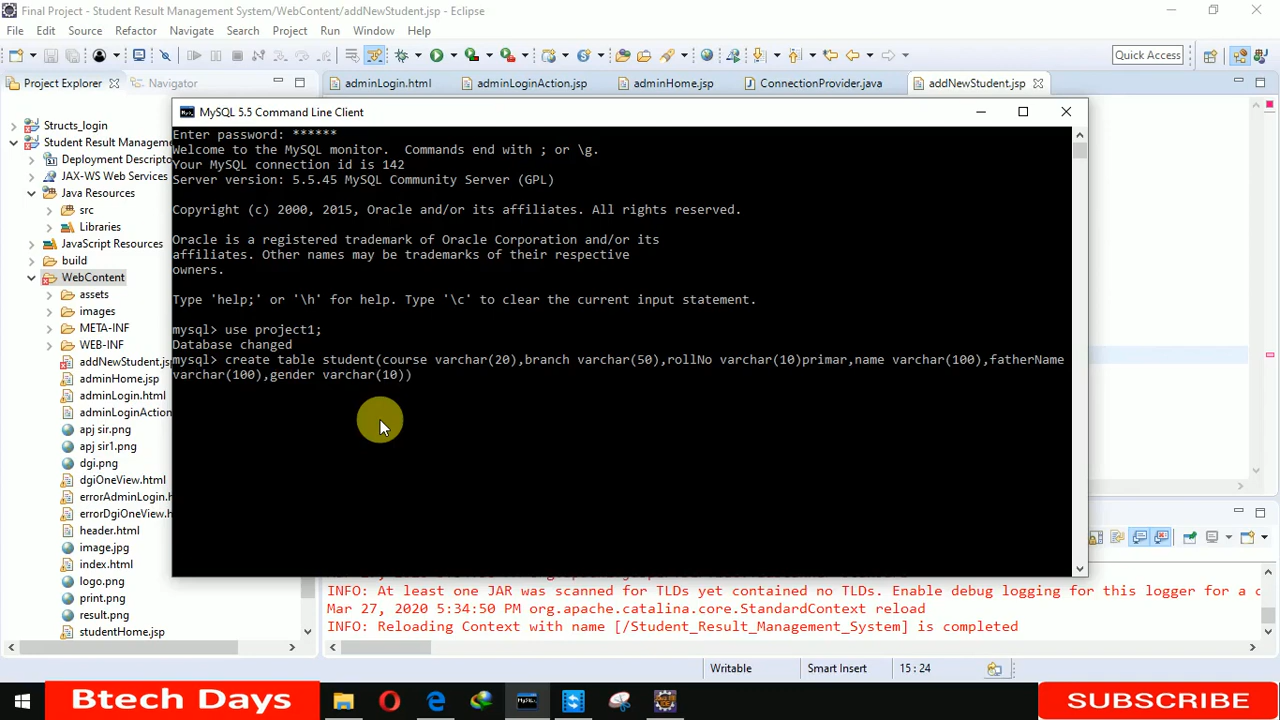 Final Project - Student Result Management System/WebContent/addNewStudent.jsp - Eclipse
File Edit Source Refactor Navigate Search Project Run Window Help
Quick Access
Project Explorer Navigator
adminLogin.html adminLoginAction.jsp adminHome.jsp ConnectionProvider.java addNewStudent.jsp
MySQL 5.5 Command Line Client
Enter password: ******
Welcome to the MySQL monitor. Commands end with ; or \g.
Your MySQL connection id is 142
Server version: 5.5.45 MySQL Community Server (GPL)
Copyright (c) 2000, 2015, Oracle and/or its affiliates. All rights reserved.
Oracle is a registered trademark of Oracle Corporation and/or its
affiliates. Other names may be trademarks of their respective
owners.
Type 'help;' or '\h' for help. Type '\c' to clear the current input statement.
mysql> use project1;
Database changed
mysql> create table student(course varchar(20),branch varchar(50),rollNo varchar(10)primar,name varchar(100),fatherName
varchar(100),gender varchar(10))
Structs_login
Student Result Manageme
Deployment Descripto
JAX-WS Web Services
Java Resources
src
Libraries
JavaScript Resources
build
WebContent
assets
images
META-INF
WEB-INF
addNewStudent.js
adminHome.jsp
adminLogin.html
adminLoginAction
apj sir.png
apj sir1.png
dgi.png
dgiOneView.html
errorAdminLogin.h
errorDgiOneView.h
header.html
image.jpg
index.html
logo.png
print.png
result.png
studentHome.jsp
INFO: At least one JAR was scanned for TLDs yet contained no TLDs. Enable debug logging for this logger for a c
Mar 27, 2020 5:34:50 PM org.apache.catalina.core.StandardContext reload
INFO: Reloading Context with name [/Student_Result_Management_System] is completed
Writable Smart Insert 15 : 24
Btech Days
SUBSCRIBE